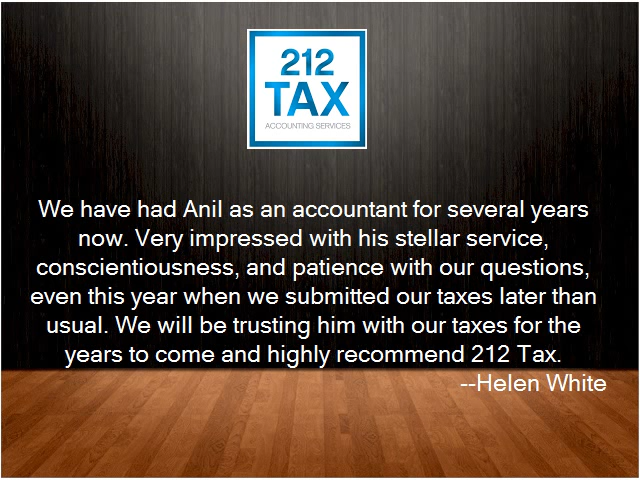 212
TAX
ACCOUNTING SERVICES
We have had Anil as an accountant for several years
now. Very impressed with his stellar service,
conscientiousness, and patience with our questions,
even this year when we submitted our taxes later than
usual. We will be trusting him with our taxes for the
years to come and highly recommend 212 Tax.
--Helen White